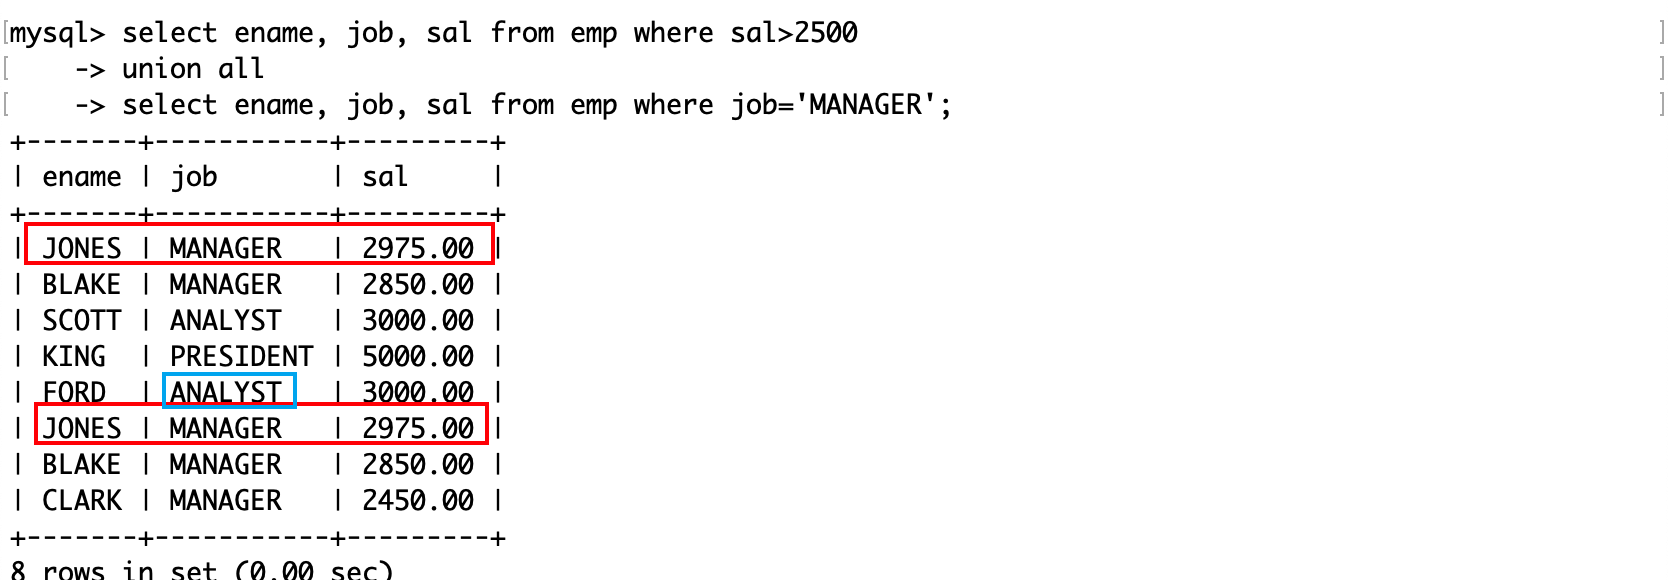 [mysql> select ename, job, sal from emp where sal>2500 ]
[    -> union all ]
[    -> select ename, job, sal from emp where job='MANAGER'; ]
+-------+-----------+---------+
| ename | job       | sal     |
+-------+-----------+---------+
| JONES | MANAGER   | 2975.00 |
| BLAKE | MANAGER   | 2850.00 |
| SCOTT | ANALYST   | 3000.00 |
| KING  | PRESIDENT | 5000.00 |
| FORD  | ANALYST   | 3000.00 |
| JONES | MANAGER   | 2975.00 |
| BLAKE | MANAGER   | 2850.00 |
| CLARK | MANAGER   | 2450.00 |
+-------+-----------+---------+
8 rows in set (0.00 sec)